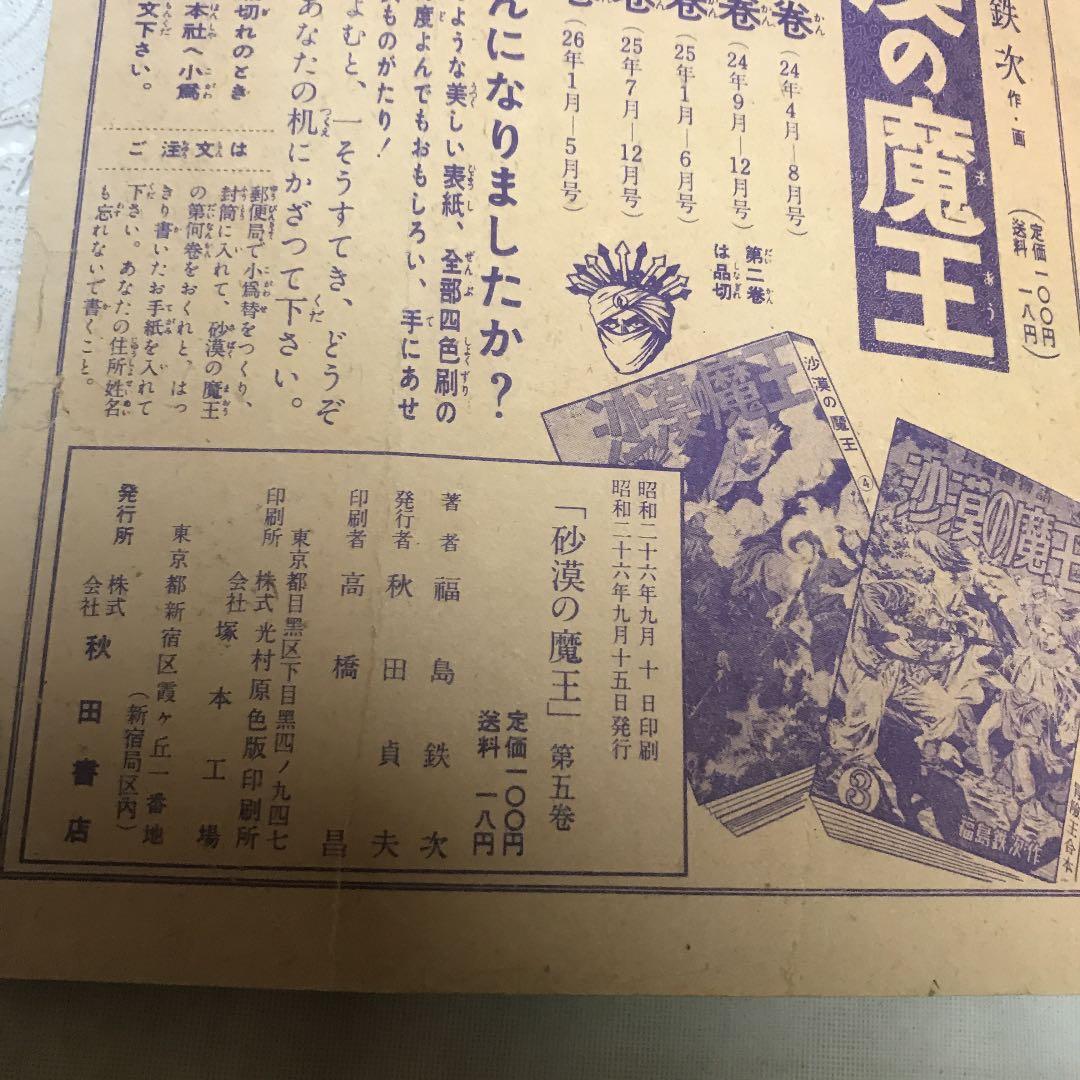 鉄次作・画
漠の魔王
(定価一〇〇円
送料 一八円)
巻 (24年4月―8月号)
巻 (24年9月―12月号)
第二巻は品切
巻 (25年1月―6月号)
巻 (25年7月―12月号)
(26年1月―5月号)
んになりましたか?
ような美しい表紙、全部四色刷の
度よんでもおもしろい、手にあせ
ものがたり!
よむと、―そうすてき、どうぞ
あなたの机にかざって下さい。
切れのとき
本社へ小為
文下さい。
ご注文は
郵便局で小為替をつくり、
封筒に入れて、砂漠の魔王
の第何巻をおくれと、はっ
きり書いたお手紙を入れて
下さい。あなたの住所姓名
も忘れないで書くこと。
沙漠の魔王
沙漠の魔王
④
沙漠の魔王
③
福島鉄次作
昭和二十六年九月 十 日印刷
昭和二十六年九月十五日発行
「砂漠の魔王」第五巻
定価一〇〇円
送料 一八円
著者 福島鉄次
発行者 秋田貞夫
印刷者 高橋昌
東京都目黒区下目黒四ノ九四七
印刷所 株式会社 光村原色版印刷所
塚本工場
東京都新宿区霞ヶ丘一番地
(新宿局区内)
発行所 株式会社 秋田書店